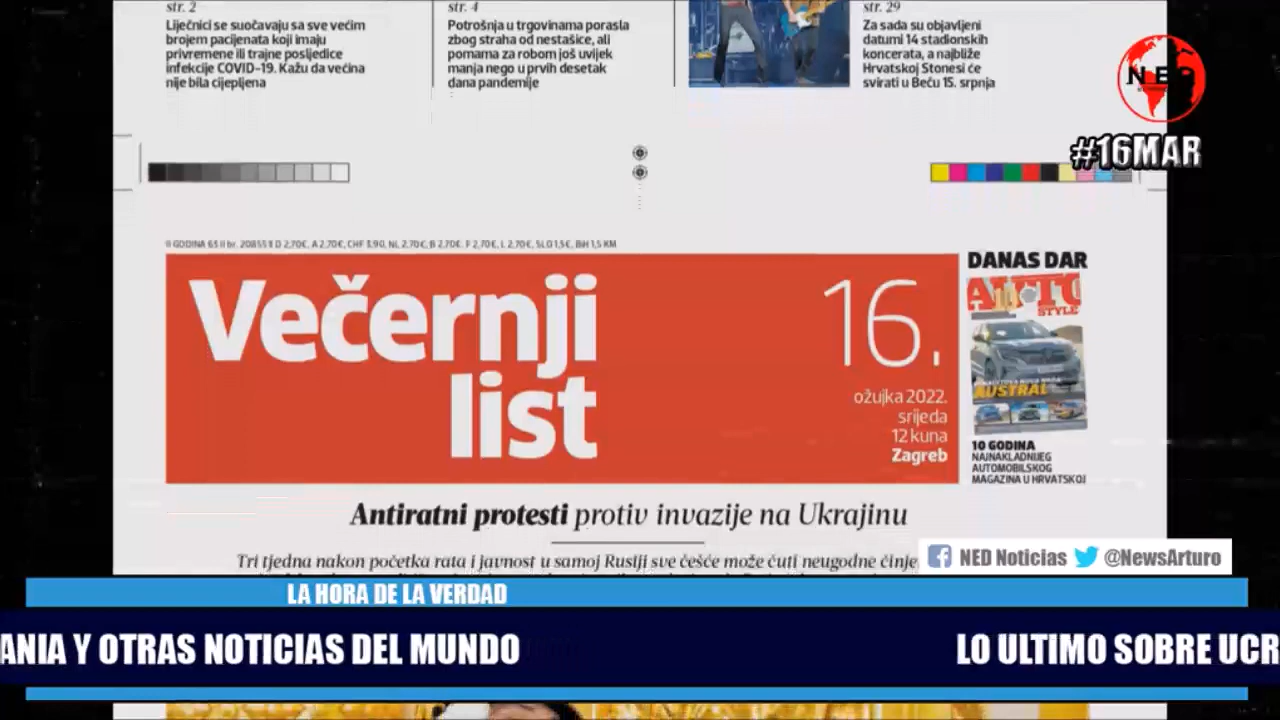 str. 2
Liječnici se suočavaju sa sve većim
brojem pacijenata koji imaju
privremene ili trajne posljedice
infekcije COVID-19. Kažu da većina
nije bila cijepljena
str. 4
Potrošnja u trgovinama porasla
zbog straha od nestašice, ali
pomama za robom još uvijek
manja nego u prvih desetak
dana pandemije
str. 29
Za sada su objavljeni
datumi 14 stadionskih
koncerata, a najbliže
Hrvatskoj Stonesi će
svirati u Beču 15. srpnja
NED
#16MAR
DANAS DAR
Večernji
list
16.
ožujka 2022.
srijeda
12 kuna
Zagreb
AUTO
STYLE
AUSTRAL
10 GODINA
NAJNAKLADNIJEG
AUTOMOBILSKOG
MAGAZINA U HRVATSKOJ
Antiratni protesti protiv invazije na Ukrajinu
Tri tjedna nakon početka rata i javnost u samoj Rusiji sve češće može čuti neugodne činje
NED Noticias @NewsArturo
LA HORA DE LA VERDAD
ANIA Y OTRAS NOTICIAS DEL MUNDO
LO ULTIMO SOBRE UCR